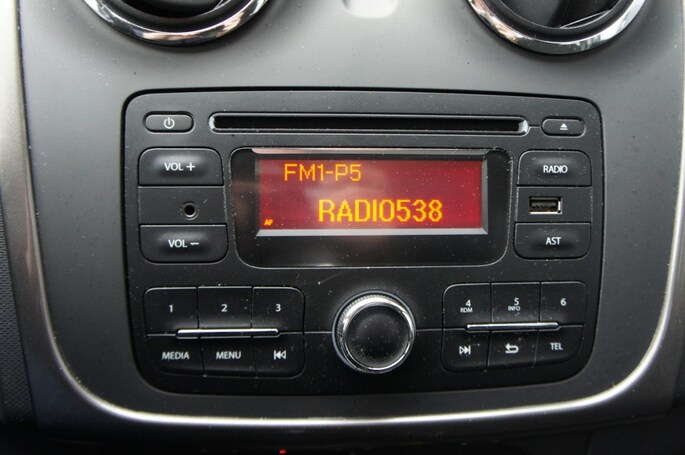 VOL +
FM1-P5
RADIO
RADIO538
AF
VOL −
AST
1 2 3
4 RDM 5 INFO 6
MEDIA MENU
TEL